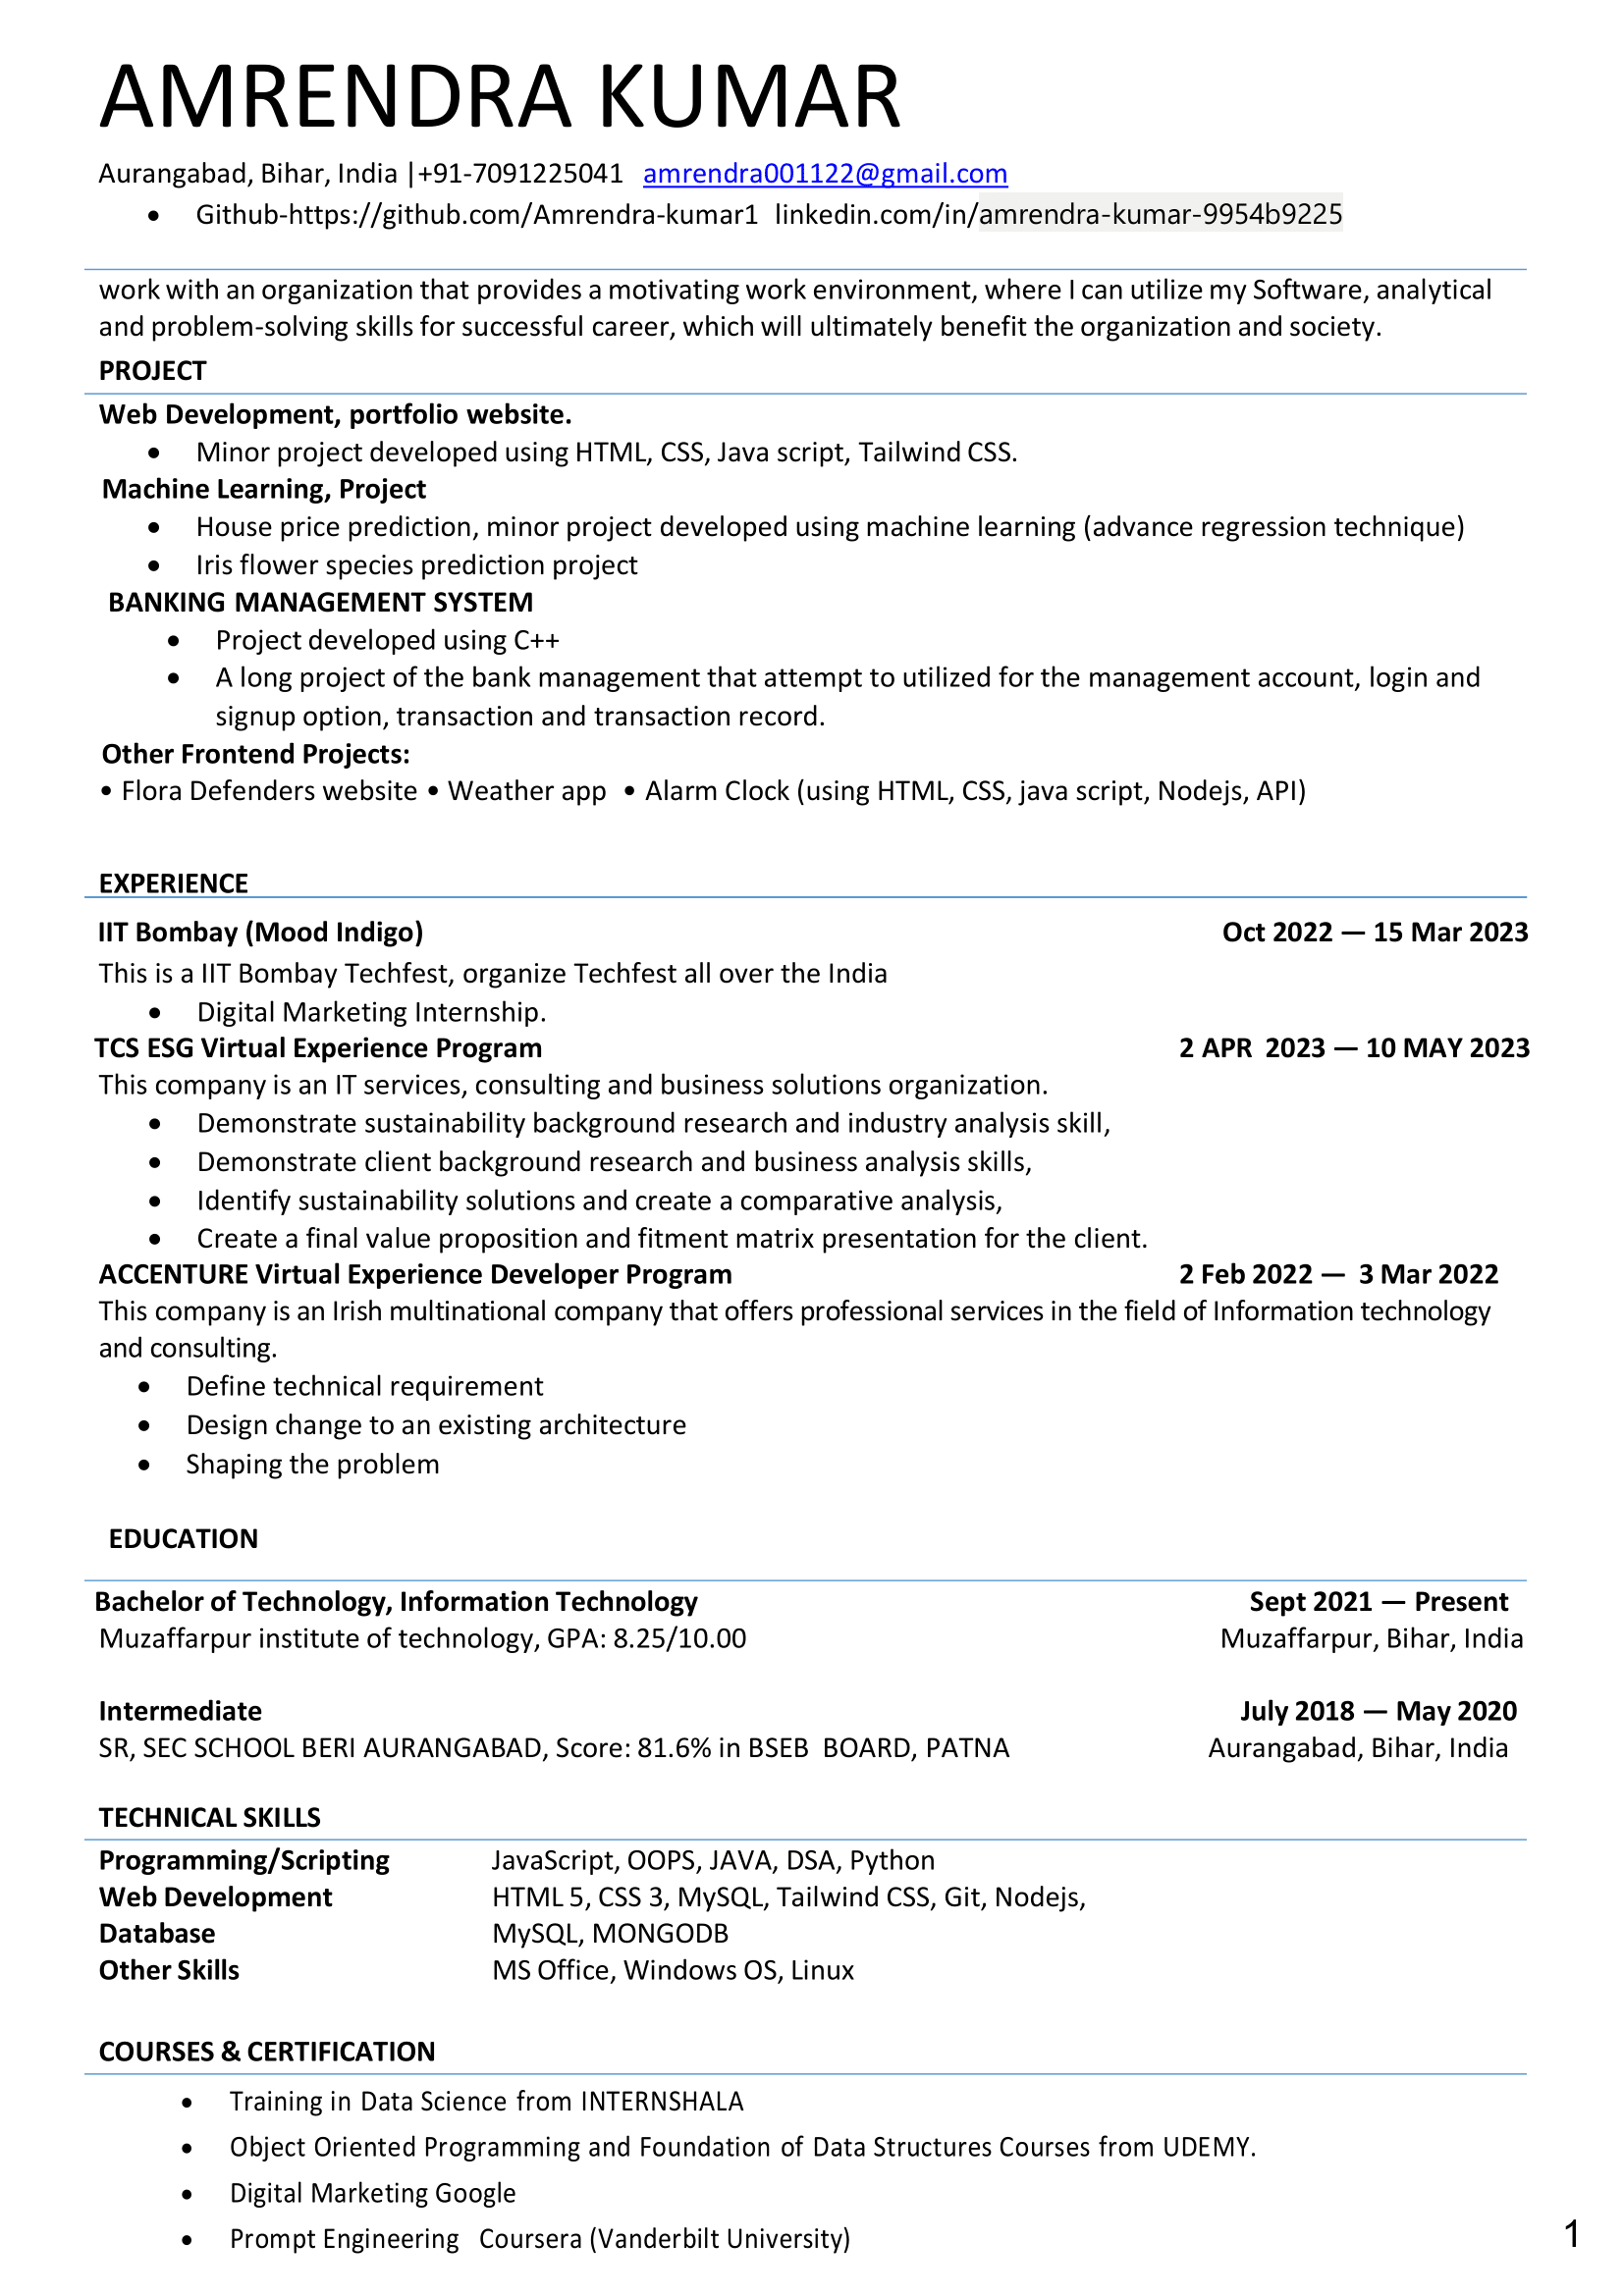 AMRENDRA KUMAR
Aurangabad, Bihar, India |+91-7091225041 amrendra001122@gmail.com
• Github-https://github.com/Amrendra-kumar1 linkedin.com/in/amrendra-kumar-9954b9225
work with an organization that provides a motivating work environment, where I can utilize my Software, analytical
and problem-solving skills for successful career, which will ultimately benefit the organization and society.
PROJECT
Web Development, portfolio website.
• Minor project developed using HTML, CSS, Java script, Tailwind CSS.
Machine Learning, Project
• House price prediction, minor project developed using machine learning (advance regression technique)
• Iris flower species prediction project
BANKING MANAGEMENT SYSTEM
• Project developed using C++
• A long project of the bank management that attempt to utilized for the management account, login and
signup option, transaction and transaction record.
Other Frontend Projects:
• Flora Defenders website • Weather app • Alarm Clock (using HTML, CSS, java script, Nodejs, API)
EXPERIENCE
IIT Bombay (Mood Indigo) Oct 2022 — 15 Mar 2023
This is a IIT Bombay Techfest, organize Techfest all over the India
• Digital Marketing Internship.
TCS ESG Virtual Experience Program 2 APR 2023 — 10 MAY 2023
This company is an IT services, consulting and business solutions organization.
• Demonstrate sustainability background research and industry analysis skill,
• Demonstrate client background research and business analysis skills,
• Identify sustainability solutions and create a comparative analysis,
• Create a final value proposition and fitment matrix presentation for the client.
ACCENTURE Virtual Experience Developer Program 2 Feb 2022 — 3 Mar 2022
This company is an Irish multinational company that offers professional services in the field of Information technology
and consulting.
• Define technical requirement
• Design change to an existing architecture
• Shaping the problem
EDUCATION
Bachelor of Technology, Information Technology Sept 2021 — Present
Muzaffarpur institute of technology, GPA: 8.25/10.00 Muzaffarpur, Bihar, India
Intermediate July 2018 — May 2020
SR, SEC SCHOOL BERI AURANGABAD, Score: 81.6% in BSEB BOARD, PATNA Aurangabad, Bihar, India
TECHNICAL SKILLS
Programming/Scripting JavaScript, OOPS, JAVA, DSA, Python
Web Development HTML 5, CSS 3, MySQL, Tailwind CSS, Git, Nodejs,
Database MySQL, MONGODB
Other Skills MS Office, Windows OS, Linux
COURSES & CERTIFICATION
• Training in Data Science from INTERNSHALA
• Object Oriented Programming and Foundation of Data Structures Courses from UDEMY.
• Digital Marketing Google
• Prompt Engineering Coursera (Vanderbilt University)
1